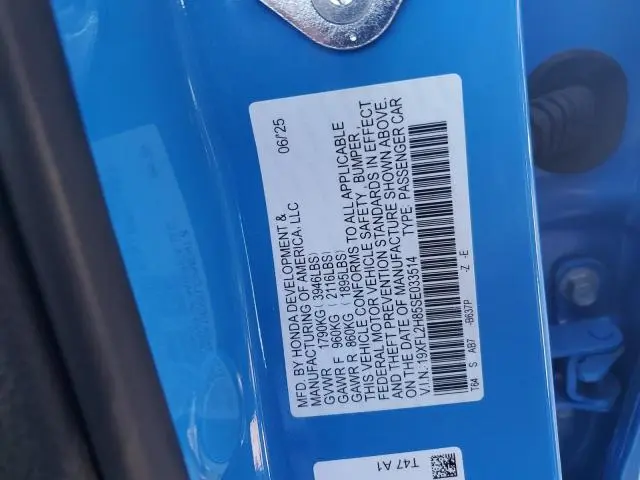 MFD. BY HONDA DEVELOPMENT & 06/25
MANUFACTURING OF AMERICA, LLC
GVWR 1790KG ( 3946LBS)
GAWR F 960KG ( 2116LBS)
GAWR R 860KG ( 1895LBS)
THIS VEHICLE CONFORMS TO ALL APPLICABLE
FEDERAL MOTOR VEHICLE SAFETY, BUMPER,
AND THEFT PREVENTION STANDARDS IN EFFECT
ON THE DATE OF MANUFACTURE SHOWN ABOVE.
V.I.N. 19XFL2H85SE033514 TYPE: PASSENGER CAR
T64 S AB7 -B637P -Z -E
T47 A1